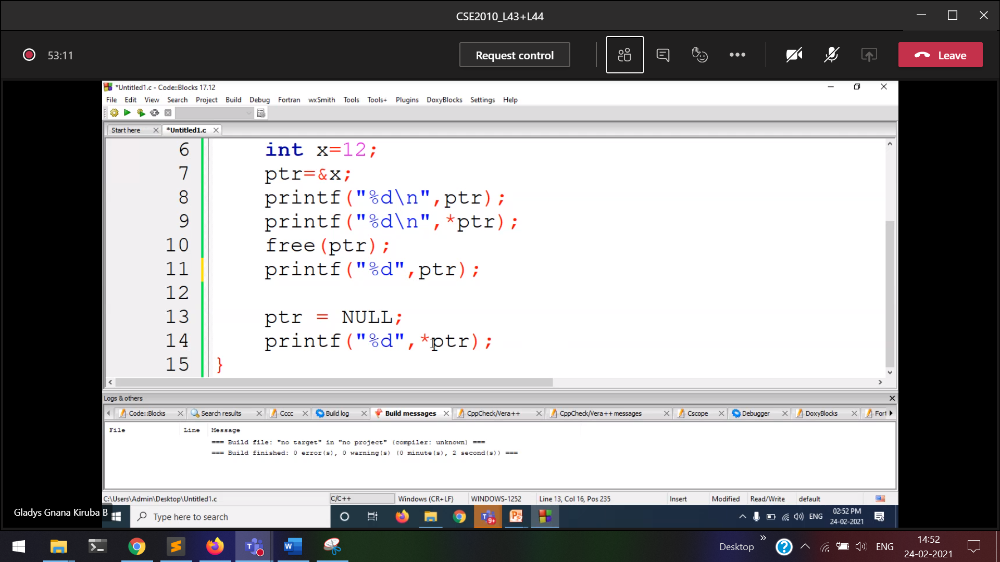 CSE2010_L43+L44
53:11
Request control
Leave
*Untitled1.c - Code::Blocks 17.12
File Edit View Search Project Build Debug Fortran wxSmith Tools Tools+ Plugins DoxyBlocks Settings Help
Start here *Untitled1.c
6 int x=12;
7 ptr=&x;
8 printf("%d\n",ptr);
9 printf("%d\n",*ptr);
10 free(ptr);
11 printf("%d",ptr);
12
13 ptr = NULL;
14 printf("%d",*ptr);
15 }
Logs & others
Code::Blocks Search results Cccc Build log Build messages CppCheck/Vera++ CppCheck/Vera++ messages Cscope Debugger DoxyBlocks Fort
File Line Message
=== Build file: "no target" in "no project" (compiler: unknown) ===
=== Build finished: 0 error(s), 0 warning(s) (0 minute(s), 2 second(s)) ===
C:\Users\Admin\Desktop\Untitled1.c C/C++ Windows (CR+LF) WINDOWS-1252 Line 13, Col 16, Pos 235 Insert Modified Read/Write default
Gladys Gnana Kiruba B
Type here to search
9+
ENG
02:52 PM
24-02-2021
Desktop
ENG
14:52
24-02-2021